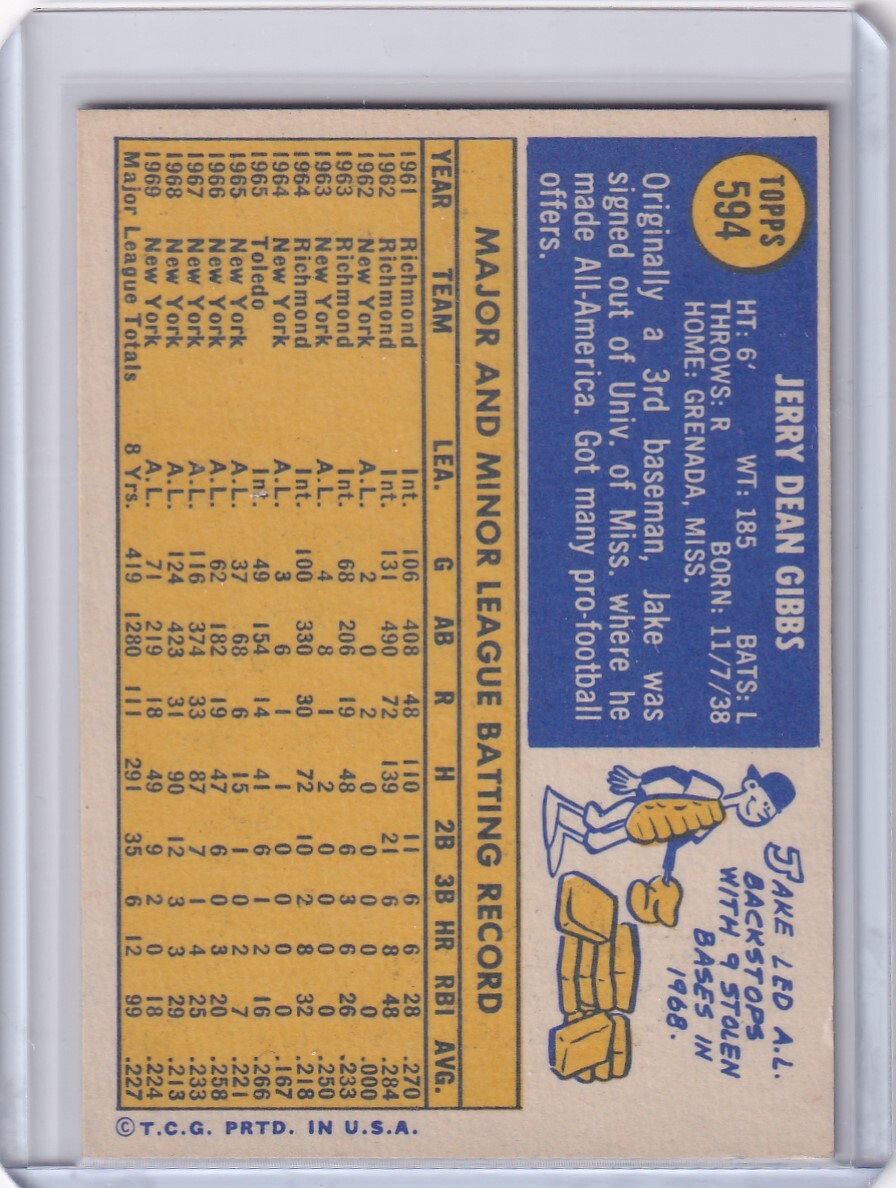 TOPPS
594
JERRY DEAN GIBBS
HT: 6' WT: 185 BATS: L
THROWS: R BORN: 11/7/38
HOME: GRENADA, MISS.
Originally a 3rd baseman, Jake was
signed out of Univ. of Miss. where he
made All-America. Got many pro-football
offers.
JAKE LED A.L.
BACKSTOPS
WITH 9 STOLEN
BASES IN
1968.
MAJOR AND MINOR LEAGUE BATTING RECORD
YEAR TEAM LEA. G AB R H 2B 3B HR RBI AVG.
1961 Richmond Int. 106 408 48 110 11 6 6 28 .270
1962 Richmond Int. 131 490 72 139 21 6 8 48 .284
1962 New York A.L. 2 0 2 0 0 0 0 0 .000
1963 Richmond Int. 68 206 19 48 6 3 6 26 .233
1963 New York A.L. 4 8 1 2 0 0 0 0 .250
1964 Richmond Int. 100 330 30 72 10 2 8 32 .218
1964 New York A.L. 3 6 1 1 0 0 0 0 .167
1965 Toledo Int. 49 154 14 41 6 1 2 16 .266
1965 New York A.L. 37 68 6 15 1 0 2 7 .221
1966 New York A.L. 62 182 19 47 6 0 3 20 .258
1967 New York A.L. 116 374 33 87 7 1 4 25 .233
1968 New York A.L. 124 423 31 90 12 3 3 29 .213
1969 New York A.L. 71 219 18 49 9 2 0 18 .224
Major League Totals 8 Yrs. 419 1280 111 291 35 6 12 99 .227
© T.C.G. PRTD. IN U.S.A.